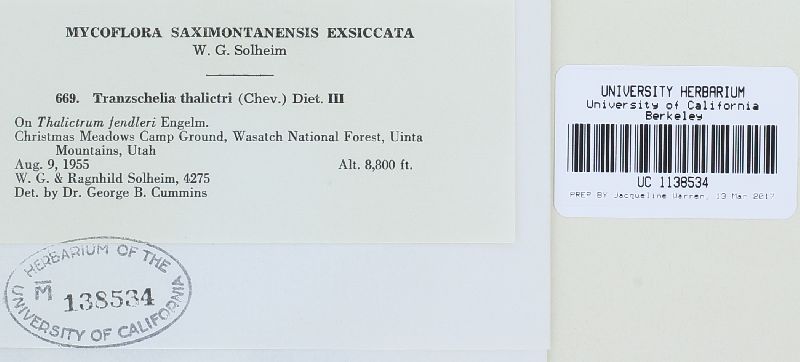 MYCOFLORA SAXIMONTANENSIS EXSICCATA
W. G. Solheim
669. Tranzschelia thalictri (Chev.) Diet. III
On Thalictrum fendleri Engelm.
Christmas Meadows Camp Ground, Wasatch National Forest, Uinta
Mountains, Utah
Aug. 9, 1955 Alt. 8,800 ft.
W. G. & Ragnhild Solheim, 4275
Det. by Dr. George B. Cummins
HERBARIUM OF THE
M 138534
UNIVERSITY OF CALIFORNIA
UNIVERSITY HERBARIUM
University of California
Berkeley
UC 1138534
PREP BY Jacqueline Warren, 13 Mar 2017